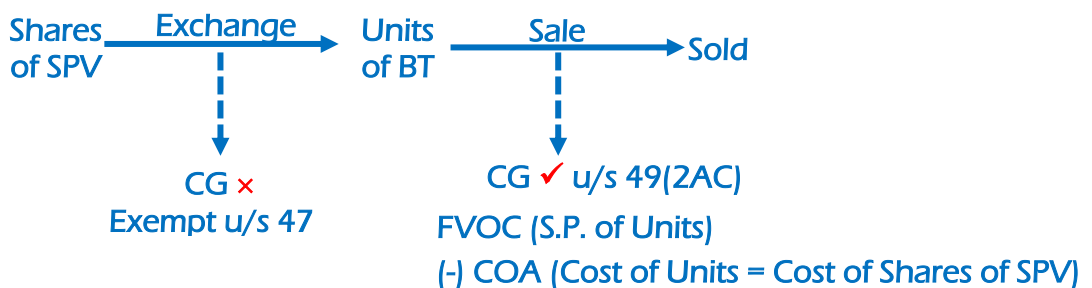 Shares of SPV
Exchange
Units of BT
Sale
Sold
CG ×
Exempt u/s 47
CG ✓ u/s 49(2AC)
FVOC (S.P. of Units)
(-) COA (Cost of Units = Cost of Shares of SPV)